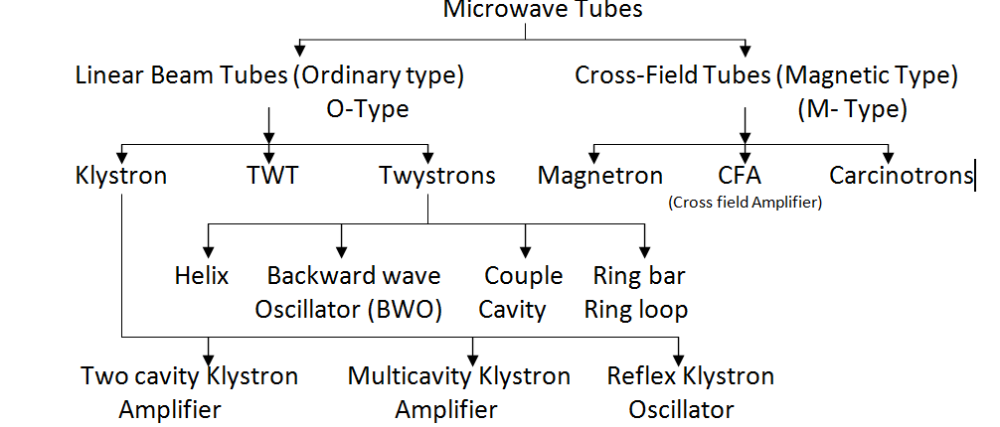 Microwave Tubes
Linear Beam Tubes (Ordinary type)
O-Type
Cross-Field Tubes (Magnetic Type)
(M- Type)
Klystron
TWT
Twystrons
Magnetron
CFA
(Cross field Amplifier)
Carcinotrons
Helix
Backward wave
Oscillator (BWO)
Couple
Cavity
Ring bar
Ring loop
Two cavity Klystron
Amplifier
Multicavity Klystron
Amplifier
Reflex Klystron
Oscillator